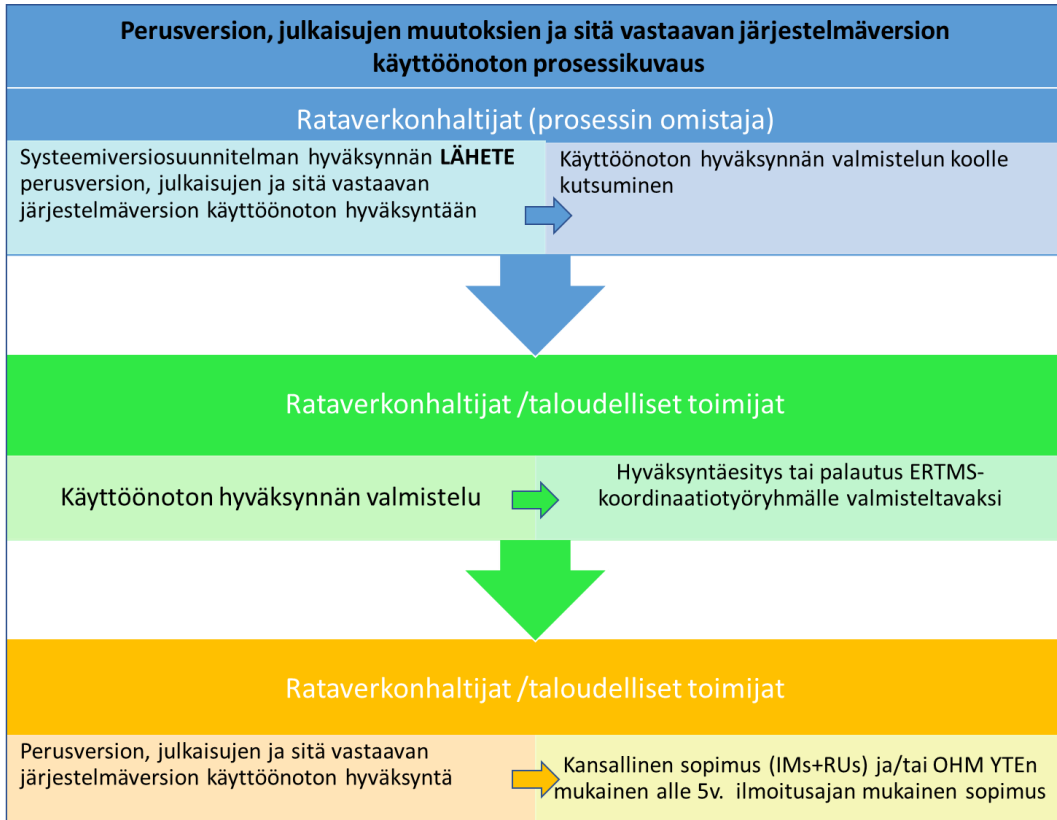 Perusversion, julkaisujen muutoksien ja sitä vastaavan järjestelmäversion
käyttöönoton prosessikuvaus
Rataverkonhaltijat (prosessin omistaja)
Systeemiversiosuunnitelman hyväksynnän LÄHETE
perusversion, julkaisujen ja sitä vastaavan
järjestelmäversion käyttöönoton hyväksyntään
Käyttöönoton hyväksynnän valmistelun koolle
kutsuminen
Rataverkonhaltijat /taloudelliset toimijat
Käyttöönoton hyväksynnän valmistelu
Hyväksyntäesitys tai palautus ERTMS-
koordinaatiotyöryhmälle valmisteltavaksi
Rataverkonhaltijat /taloudelliset toimijat
Perusversion, julkaisujen ja sitä vastaavan
järjestelmäversion käyttöönoton hyväksyntä
Kansallinen sopimus (IMs+RUs) ja/tai OHM YTEn
mukainen alle 5v. ilmoitusajan mukainen sopimus